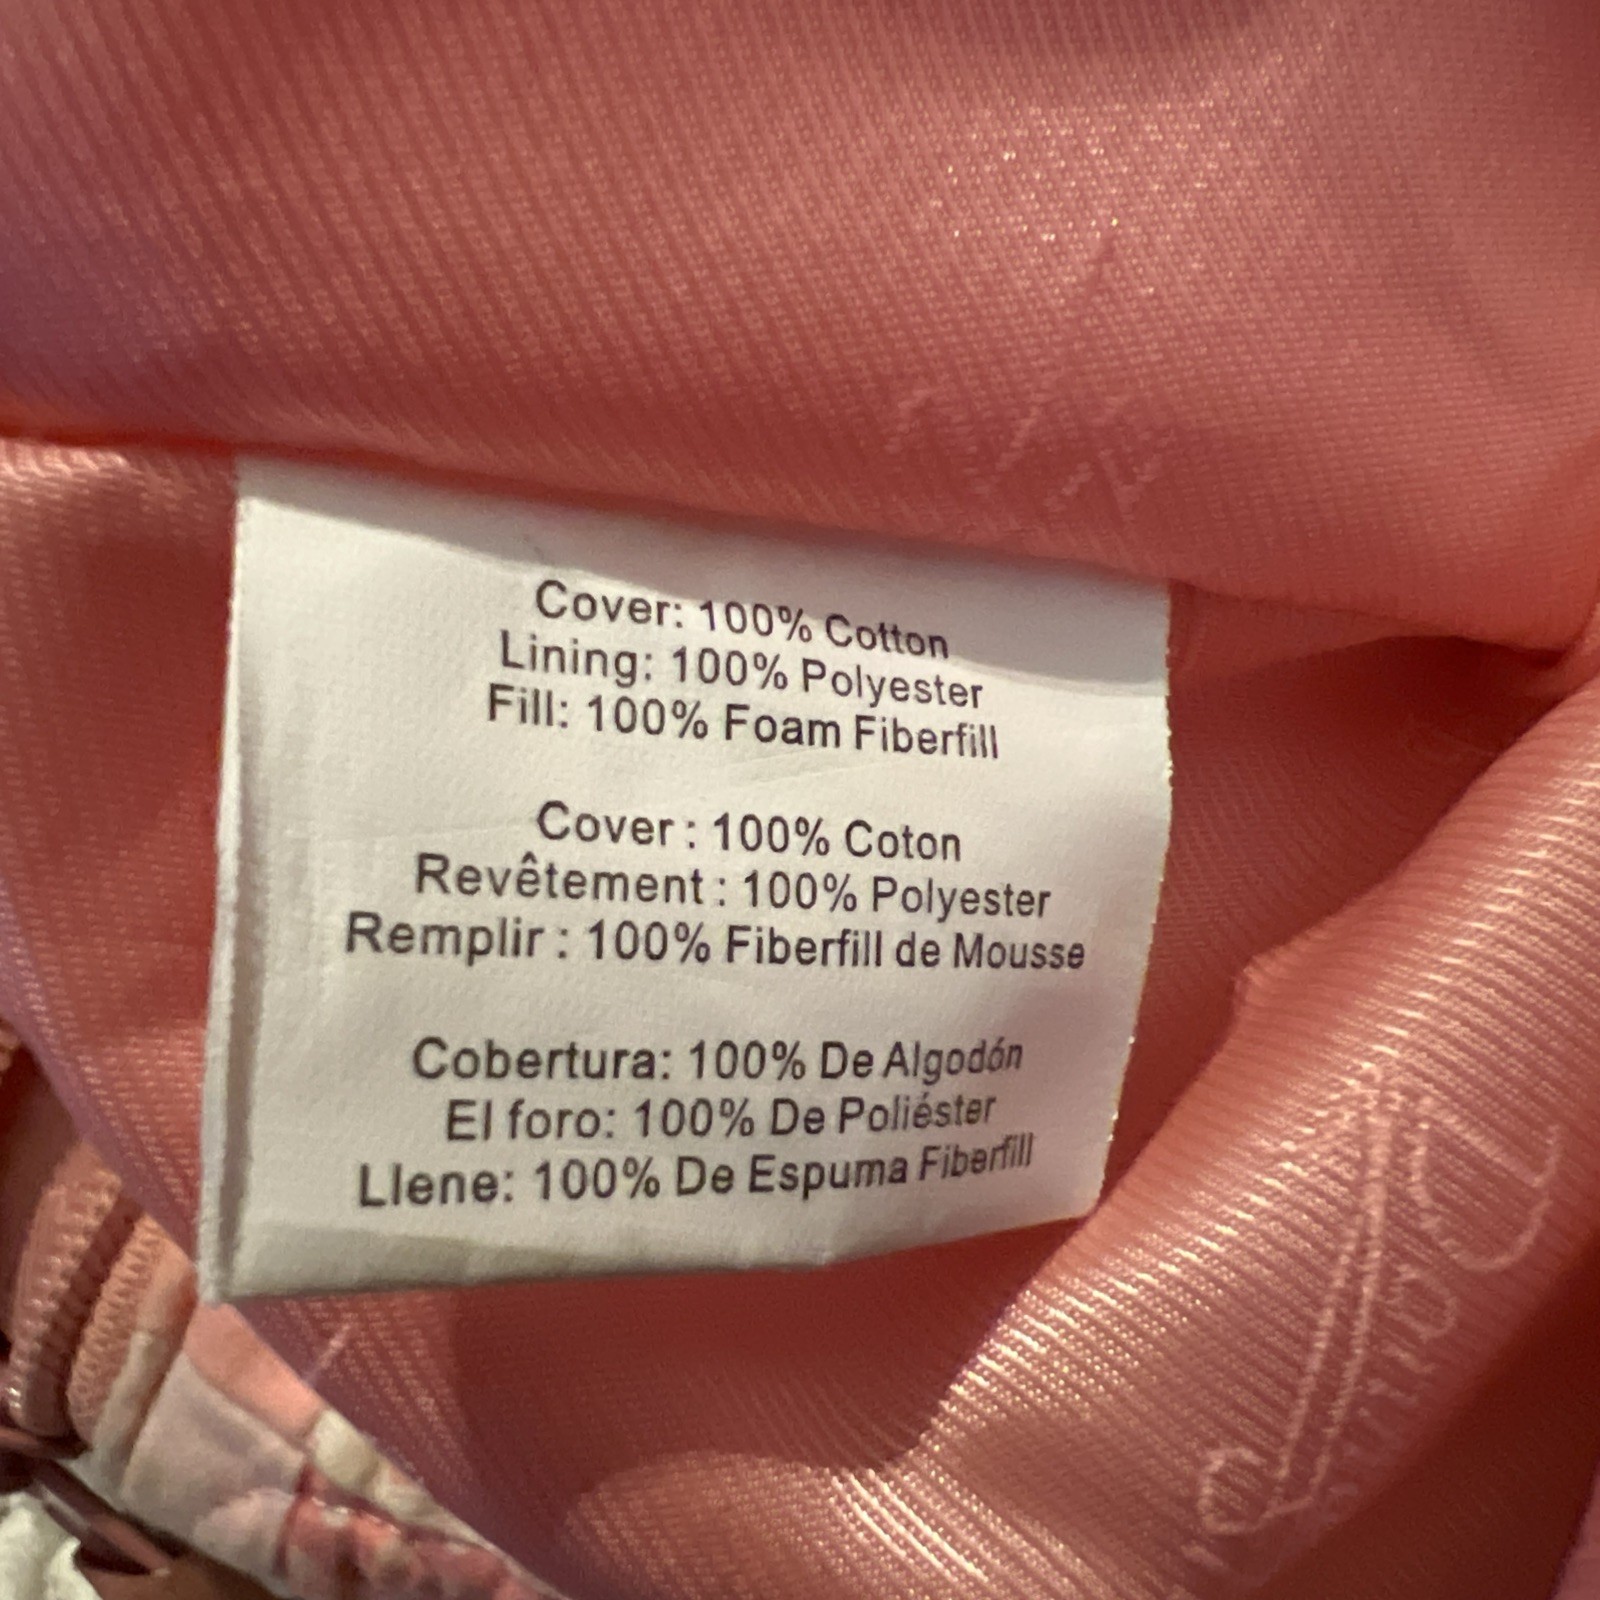 Cover: 100% Cotton
Lining: 100% Polyester
Fill: 100% Foam Fiberfill
Cover : 100% Coton
Revêtement : 100% Polyester
Remplir : 100% Fiberfill de Mousse
Cobertura: 100% De Algodón
El foro: 100% De Poliéster
Llene: 100% De Espuma Fiberfill